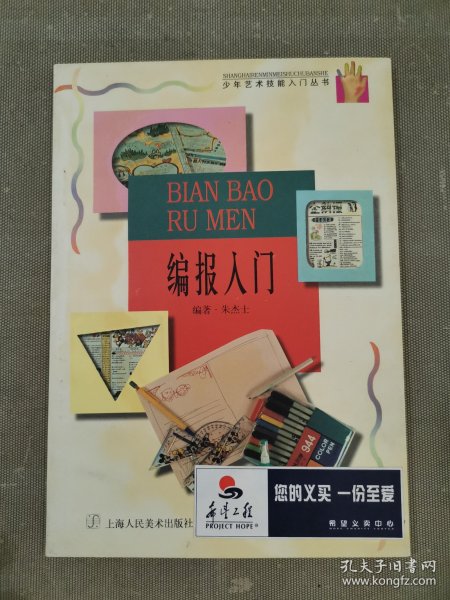 SHANGHAIRENMINMEISHUCHUBANSHE
少年艺术技能入门丛书
BIAN BAO
RU MEN
编报入门
编著·朱杰士
944
COLOR
PEN
上海人民美术出版社
希望工程
PROJECT HOPE®
您的义买 一份至爱
希望义卖中心
孔夫子旧书网
www.kongfz.com